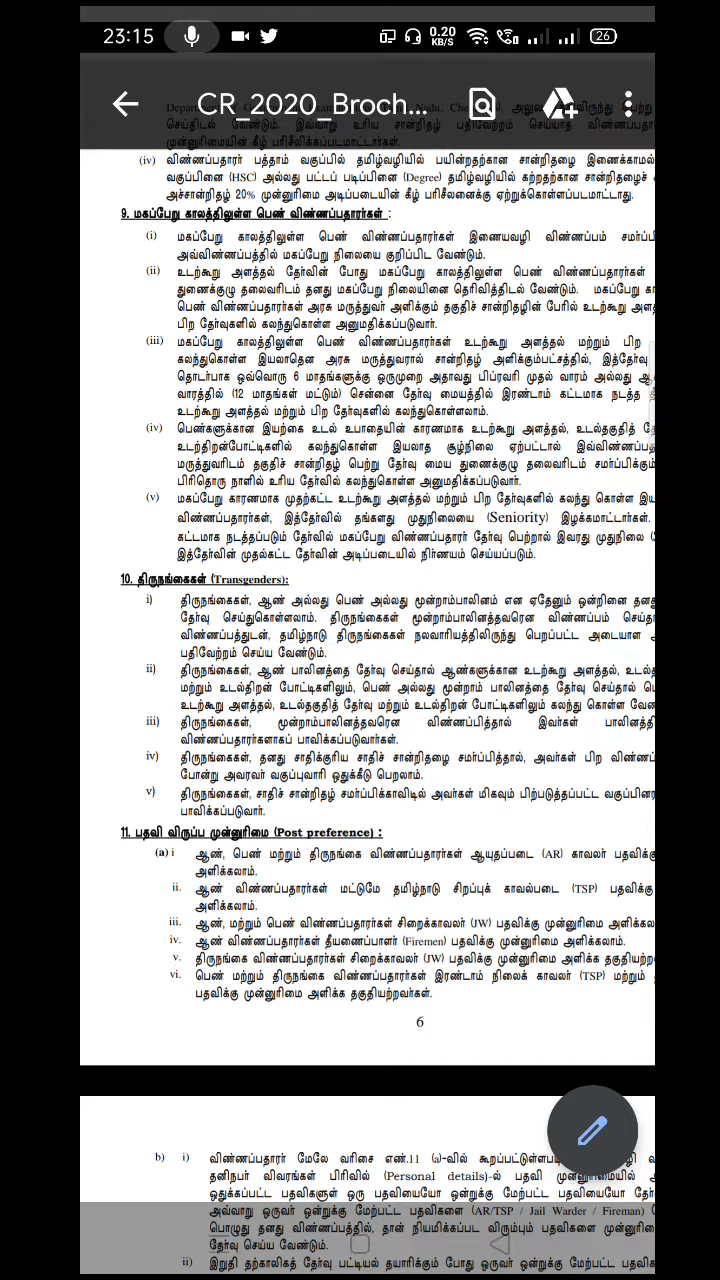 23:15
0.20
KB/S
26
CR_2020_Broch...
முன்னுரிமையின் கீழ் பரிசீலிக்கப்படமாட்டார்கள்.
(iv) விண்ணப்பதாரர் பத்தாம் வகுப்பில் தமிழ்வழியில் பயின்றதற்கான சான்றிதழை இணைக்காமல்
வகுப்பினை (HSC) அல்லது பட்டப் படிப்பினை (Degree) தமிழ்வழியில் கற்றதற்கான சான்றிதழைச்
அச்சான்றிதழ் 20% முன்னுரிமை அடிப்படையின் கீழ் பரிசீலனைக்கு ஏற்றுக்கொள்ளப்படமாட்டாது.
9. மகப்பேறு காலத்திலுள்ள பெண் விண்ணப்பதாரர்கள் :
(i) மகப்பேறு காலத்திலுள்ள பெண் விண்ணப்பதாரர்கள் இணையவழி விண்ணப்பம் சமர்ப்பி
அவ்விண்ணப்பத்தில் மகப்பேறு நிலையை குறிப்பிட வேண்டும்.
(ii) உடற்கூறு அளத்தல் தேர்வின் போது மகப்பேறு காலத்திலுள்ள பெண் விண்ணப்பதாரர்கள்
துணைக்குழு தலைவரிடம் தனது மகப்பேறு நிலையினை தெரிவித்திடல் வேண்டும். மகப்பேறு கா
பெண் விண்ணப்பதாரர்கள் அரசு மருத்துவர் அளிக்கும் தகுதிச் சான்றிதழின் பேரில் உடற்கூறு அளத
பிற தேர்வுகளில் கலந்துகொள்ள அனுமதிக்கப்படுவார்.
(iii) மகப்பேறு காலத்திலுள்ள பெண் விண்ணப்பதாரர்கள் உடற்கூறு அளத்தல் மற்றும் பிற
கலந்துகொள்ள இயலாதென அரசு மருத்துவரால் சான்றிதழ் அளிக்கும்பட்சத்தில், இத்தேர்வு
தொடர்பாக ஒவ்வொரு 6 மாதங்களுக்கு ஒருமுறை அதாவது பிப்ரவரி முதல் வாரம் அல்லது ஆ
வாரத்தில் (12 மாதங்கள் மட்டும்) சென்னை தேர்வு மையத்தில் இரண்டாம் கட்டமாக நடத்த
உடற்கூறு அளத்தல் மற்றும் பிற தேர்வுகளில் கலந்துகொள்ளலாம்.
(iv) பெண்களுக்கான இயற்கை உடல் உபாதையின் காரணமாக உடற்கூறு அளத்தல், உடல்தகுதித் தே
உடற்திறன்போட்டிகளில் கலந்துகொள்ள இயலாத சூழ்நிலை ஏற்பட்டால் இவ்விண்ணப்பத
மருத்துவரிடம் தகுதிச் சான்றிதழ் பெற்று தேர்வு மைய துணைக்குழு தலைவரிடம் சமர்ப்பிக்கும்
பிறிதொரு நாளில் உரிய தேர்வில் கலந்துகொள்ள அனுமதிக்கப்படுவார்.
(v) மகப்பேறு காரணமாக முதற்கட்ட உடற்கூறு அளத்தல் மற்றும் பிற தேர்வுகளில் கலந்து கொள்ள இய
விண்ணப்பதாரர்கள், இத்தேர்வில் தங்களது முதுநிலையை (Seniority) இழக்கமாட்டார்கள்.
கட்டமாக நடத்தப்படும் தேர்வில் மகப்பேறு விண்ணப்பதாரர் தேர்வு பெற்றால் இவரது முதுநிலை
இத்தேர்வின் முதல்கட்ட தேர்வின் அடிப்படையில் நிர்ணயம் செய்யப்படும்.
10. திருநங்கைகள் (Transgenders):
i) திருநங்கைகள், ஆண் அல்லது பெண் அல்லது மூன்றாம்பாலினம் என ஏதேனும் ஒன்றினை தனது
தேர்வு செய்துகொள்ளலாம். திருநங்கைகள் மூன்றாம்பாலினத்தவரென விண்ணப்பம் செய்தா
விண்ணப்பத்துடன், தமிழ்நாடு திருநங்கைகள் நலவாரியத்திலிருந்து பெறப்பட்ட அடையாள அ
பதிவேற்றம் செய்ய வேண்டும்.
ii) திருநங்கைகள், ஆண் பாலினத்தை தேர்வு செய்தால் ஆண்களுக்கான உடற்கூறு அளத்தல், உடல்த
மற்றும் உடல்திறன் போட்டிகளிலும், பெண் அல்லது மூன்றாம் பாலினத்தை தேர்வு செய்தால் பெ
உடற்கூறு அளத்தல், உடல்தகுதித் தேர்வு மற்றும் உடல்திறன் போட்டிகளிலும் கலந்து கொள்ள வேண
iii) திருநங்கைகள், மூன்றாம்பாலினத்தவரென விண்ணப்பித்தால் இவர்கள் பாலினத்தி
விண்ணப்பதாரர்களாகப் பாவிக்கப்படுவார்கள்.
iv) திருநங்கைகள், தனது சாதிக்குரிய சாதிச் சான்றிதழை சமர்ப்பித்தால், அவர்கள் பிற விண்ணப்
போன்று அவரவர் வகுப்புவாரி ஒதுக்கீடு பெறலாம்.
v) திருநங்கைகள், சாதிச் சான்றிதழ் சமர்ப்பிக்காவிடில் அவர்கள் மிகவும் பிற்படுத்தப்பட்ட வகுப்பினரா
பாவிக்கப்படுவார்.
11. பதவி விருப்ப முன்னுரிமை (Post preference) :
(a) i ஆண், பெண் மற்றும் திருநங்கை விண்ணப்பதாரர்கள் ஆயுதப்படை (AR) காவலர் பதவிக்கு
அளிக்கலாம்.
ii. ஆண் விண்ணப்பதாரர்கள் மட்டுமே தமிழ்நாடு சிறப்புக் காவல்படை (TSP) பதவிக்கு
அளிக்கலாம்.
iii. ஆண், மற்றும் பெண் விண்ணப்பதாரர்கள் சிறைக்காவலர் (JW) பதவிக்கு முன்னுரிமை அளிக்கலா
iv. ஆண் விண்ணப்பதாரர்கள் தீயணைப்பாளர் (Firemen) பதவிக்கு முன்னுரிமை அளிக்கலாம்.
v. திருநங்கை விண்ணப்பதாரர்கள் சிறைக்காவலர் (JW) பதவிக்கு முன்னுரிமை அளிக்க தகுதியற்ற
vi. பெண் மற்றும் திருநங்கை விண்ணப்பதாரர்கள் இரண்டாம் நிலைக் காவலர் (TSP) மற்றும்
பதவிக்கு முன்னுரிமை அளிக்க தகுதியற்றவர்கள்.
6
b) i) விண்ணப்பதாரர் மேலே வரிசை எண்.11 (a)-வில் கூறப்பட்டுள்ளபடி
தனிநபர் விவரங்கள் பிரிவில் (Personal details)-ல் பதவி முன்னுரிமையில்
ஒதுக்கப்பட்ட பதவிகளுள் ஒரு பதவியையோ ஒன்றுக்கு மேற்பட்ட பதவியையோ தேர்
அவ்வாறு ஒருவர் ஒன்றுக்கு மேற்பட்ட பதவிகளை (AR/TSP / Jail Warder / Fireman)
பொழுது தனது விண்ணப்பத்தில், தான் நியமிக்கப்பட விரும்பும் பதவிகளை முன்னுரிமை
தேர்வு செய்ய வேண்டும்.
ii) இறுதி தற்காலிகத் தேர்வு பட்டியல் தயாரிக்கும் போது ஒருவர் ஒன்றுக்கு மேற்பட்ட பதவிக